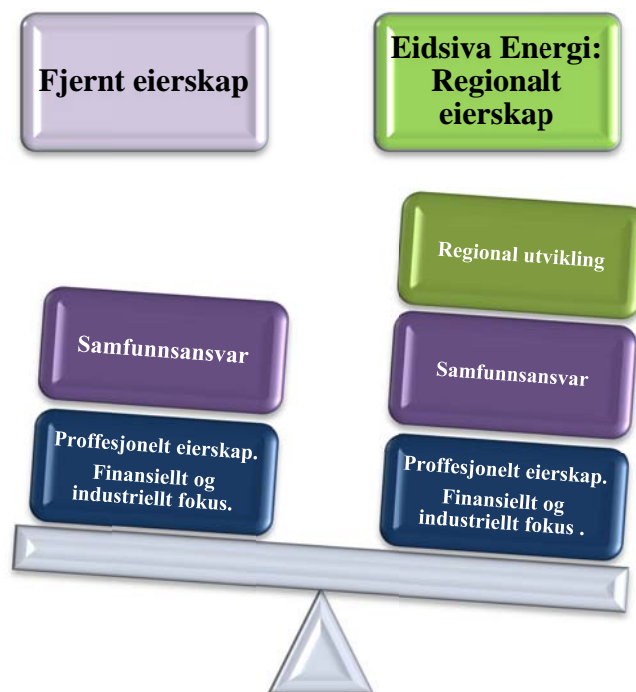 Fjernt eierskap
Eidsiva Energi:
Regionalt
eierskap
Samfunnsansvar
Proffesjonelt eierskap.
Finansiellt og
industriellt fokus.
Regional utvikling
Samfunnsansvar
Proffesjonelt eierskap.
Finansiellt og
industriellt fokus .